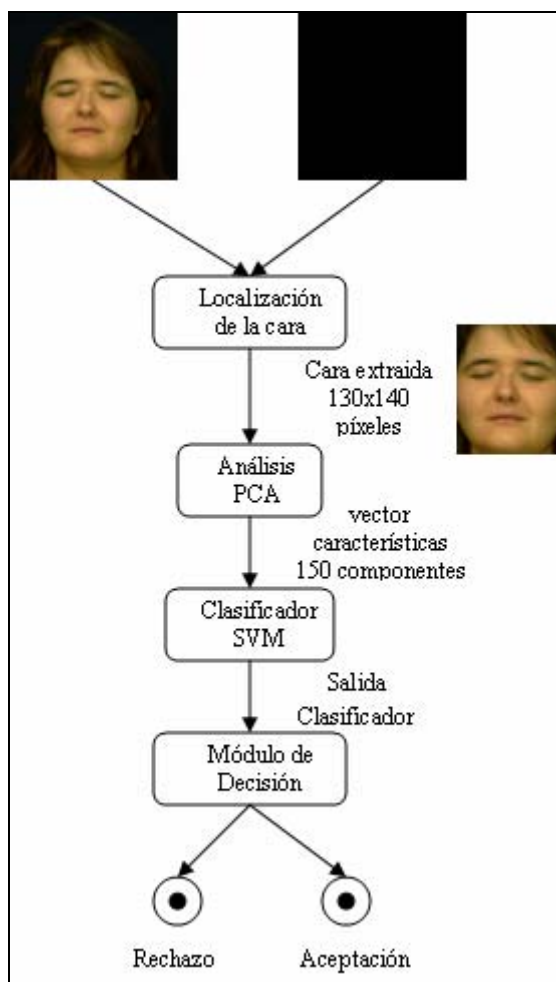 Localización
de la cara
Cara extraida
130x140
píxeles
Análisis
PCA
vector
características
150 componentes
Clasificador
SVM
Salida
Clasificador
Módulo de
Decisión
Rechazo
Aceptación